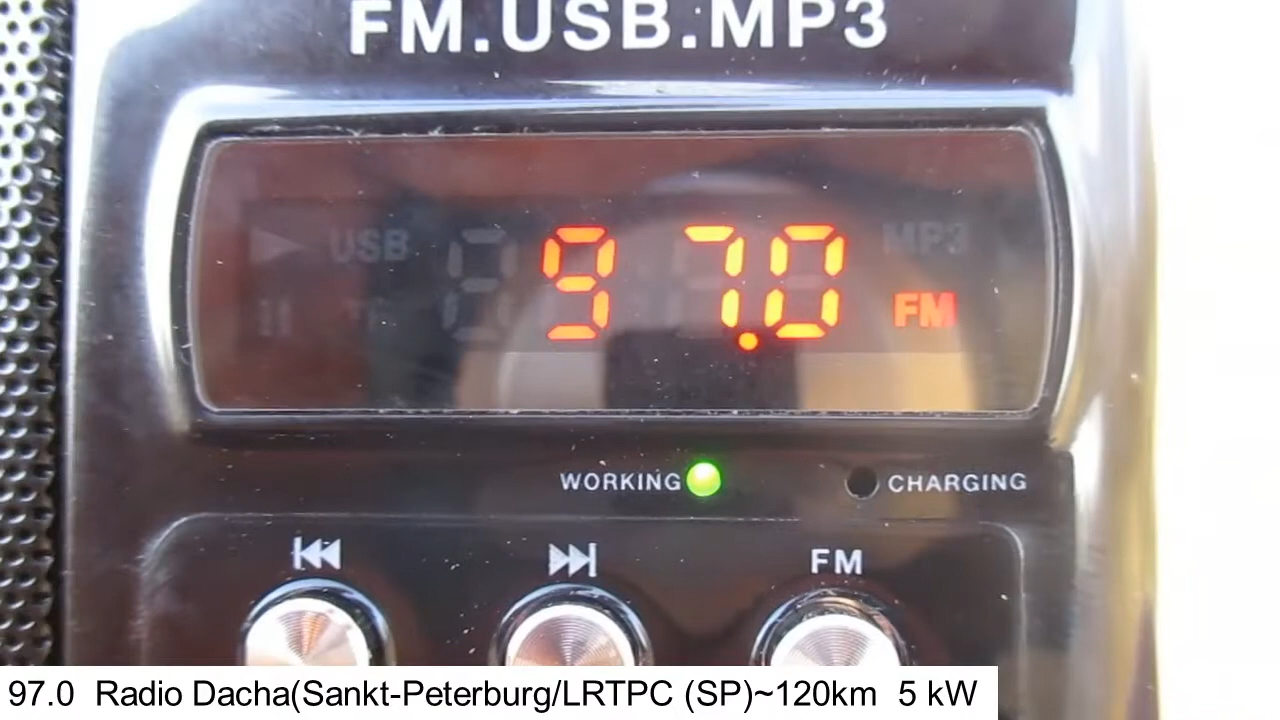 FM.USB.MP3
USB 97.0 MP3
FM
WORKING CHARGING
FM
97.0 Radio Dacha(Sankt-Peterburg/LRTPC (SP)~120km 5 kW